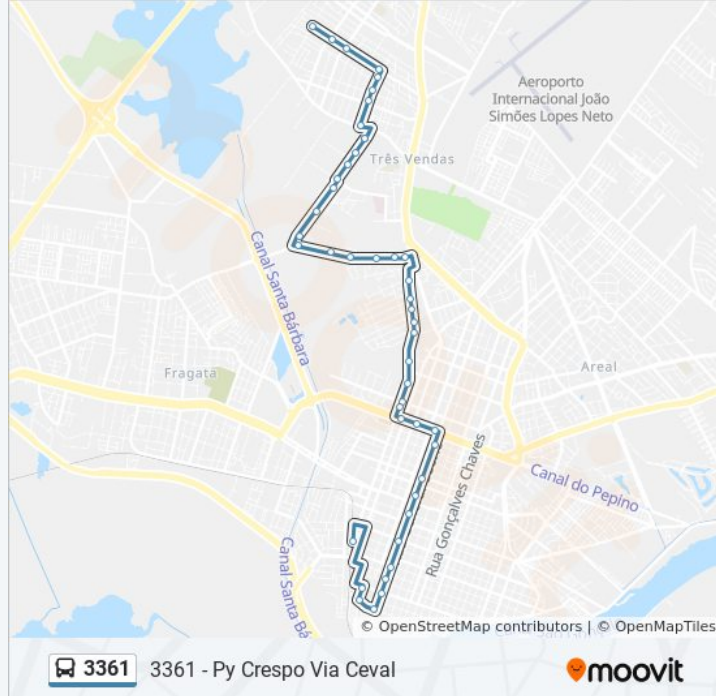 Aeroporto
Internacional João
Simões Lopes Neto
Três Vendas
Canal Santa Bárbara
Fragata
Areal
Rua Gonçalves Chaves
Canal do Pepino
Canal Santa Bá
© OpenStreetMap contributors | © OpenMapTiles
3361 3361 - Py Crespo Via Ceval
moovit